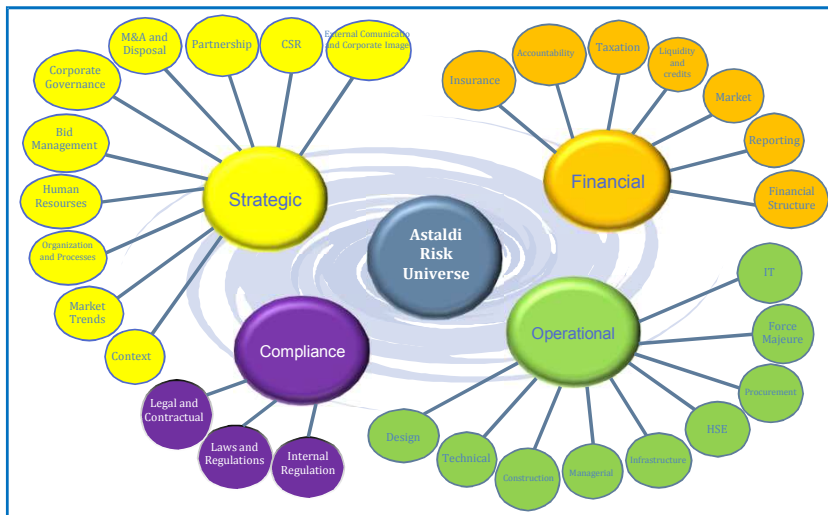 M&A and
Disposal
Partnership
CSR
External Comunicatio
and Corporate Image
Corporate
Governance
Bid
Management
Human
Resourses
Organization
and Processes
Market
Trends
Context
Strategic
Insurance
Accountability
Taxation
Liquidity
and
credits
Market
Reporting
Financial
Structure
Financial
Astaldi
Risk
Universe
Compliance
Legal and
Contractual
Laws and
Regulations
Internal
Regulation
Operational
IT
Force
Majeure
Procurement
HSE
Infrastructure
Managerial
Construction
Technical
Design